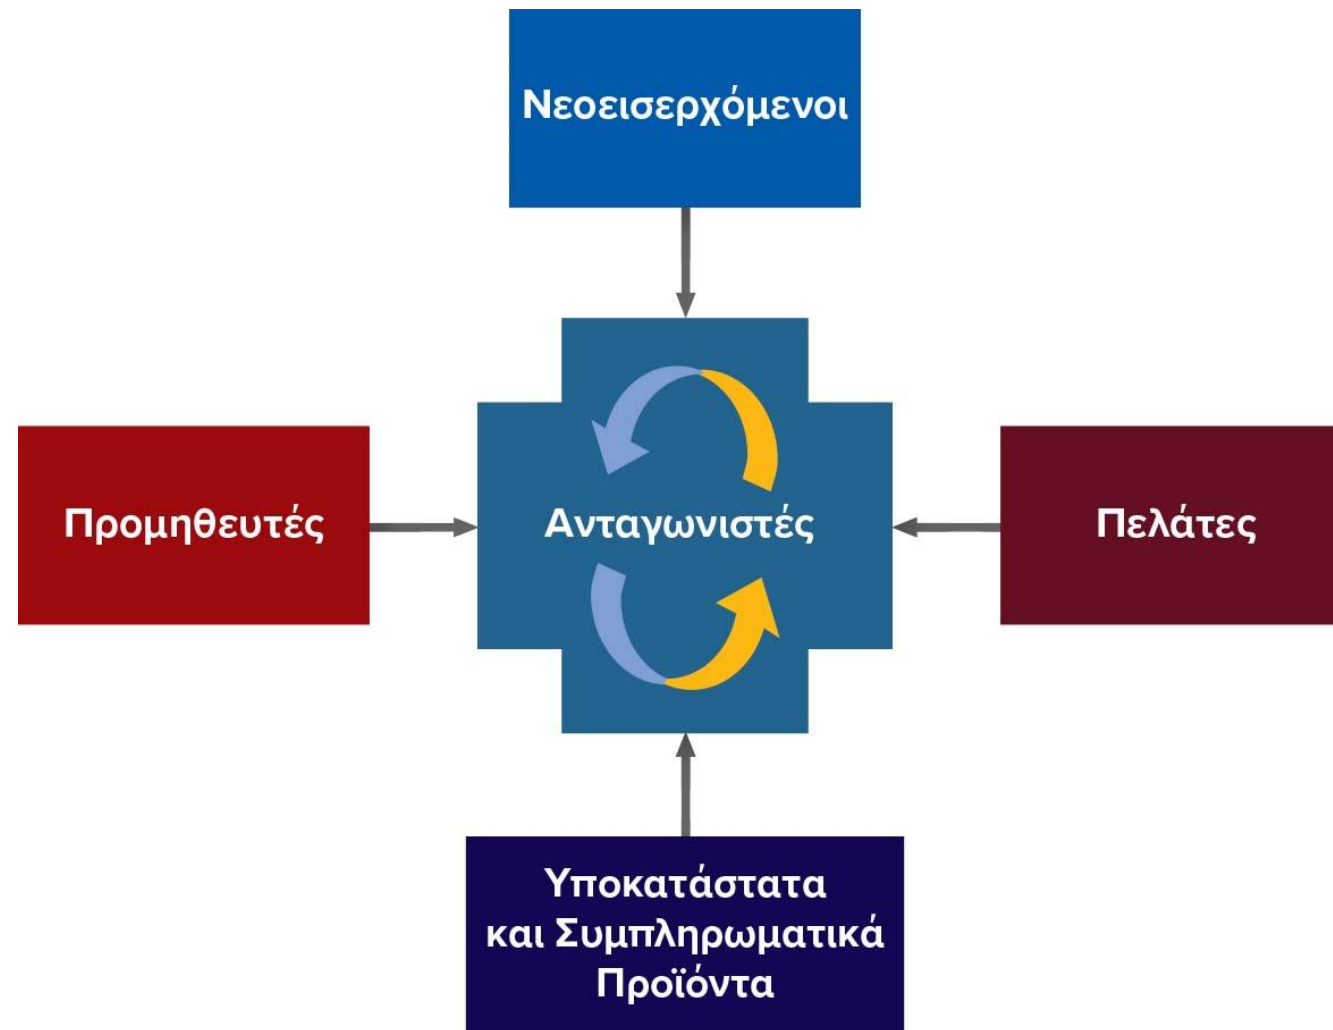 Νεοεισερχόμενοι
Προμηθευτές
Ανταγωνιστές
Πελάτες
Υποκατάστατα
και Συμπληρωματικά
Προϊόντα